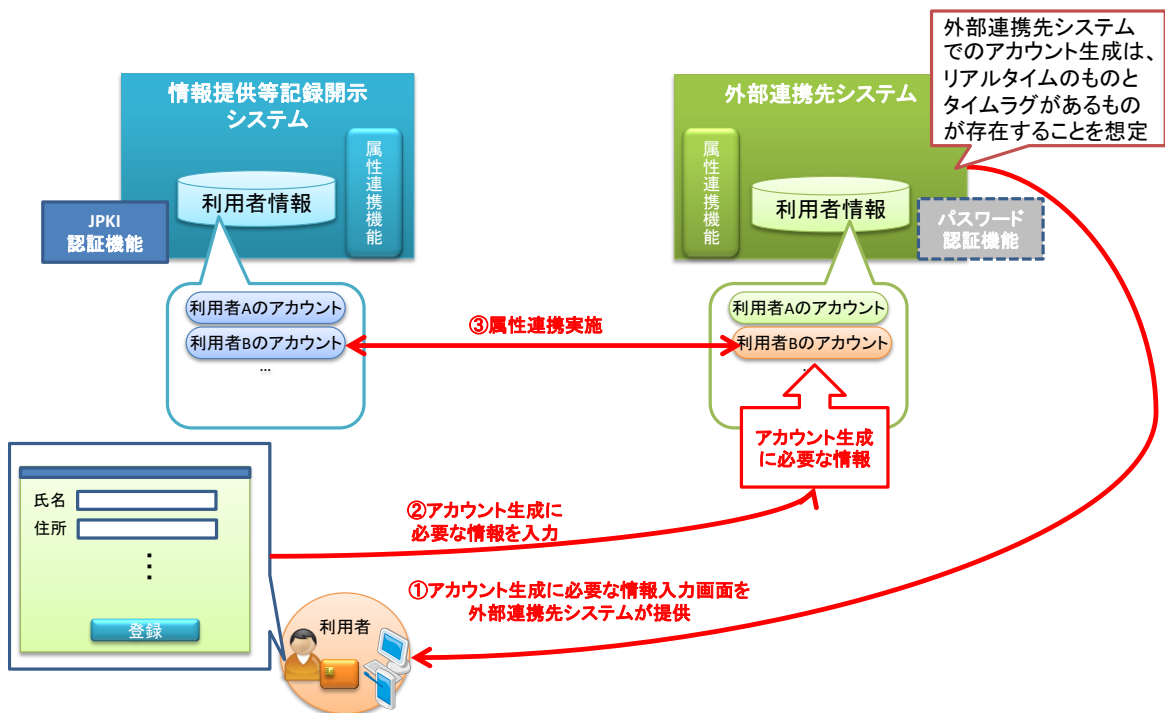 外部連携先システム
でのアカウント生成は、
リアルタイムのものと
タイムラグがあるもの
が存在することを想定
情報提供等記録開示
システム
属性連携機能
利用者情報
JPKI
認証機能
外部連携先システム
属性連携機能
利用者情報
パスワード
認証機能
利用者Aのアカウント
利用者Bのアカウント
...
③属性連携実施
利用者Aのアカウント
利用者Bのアカウント
...
アカウント生成
に必要な情報
氏名
住所
⋮
登録
②アカウント生成に
必要な情報を入力
①アカウント生成に必要な情報入力画面を
外部連携先システムが提供
利用者